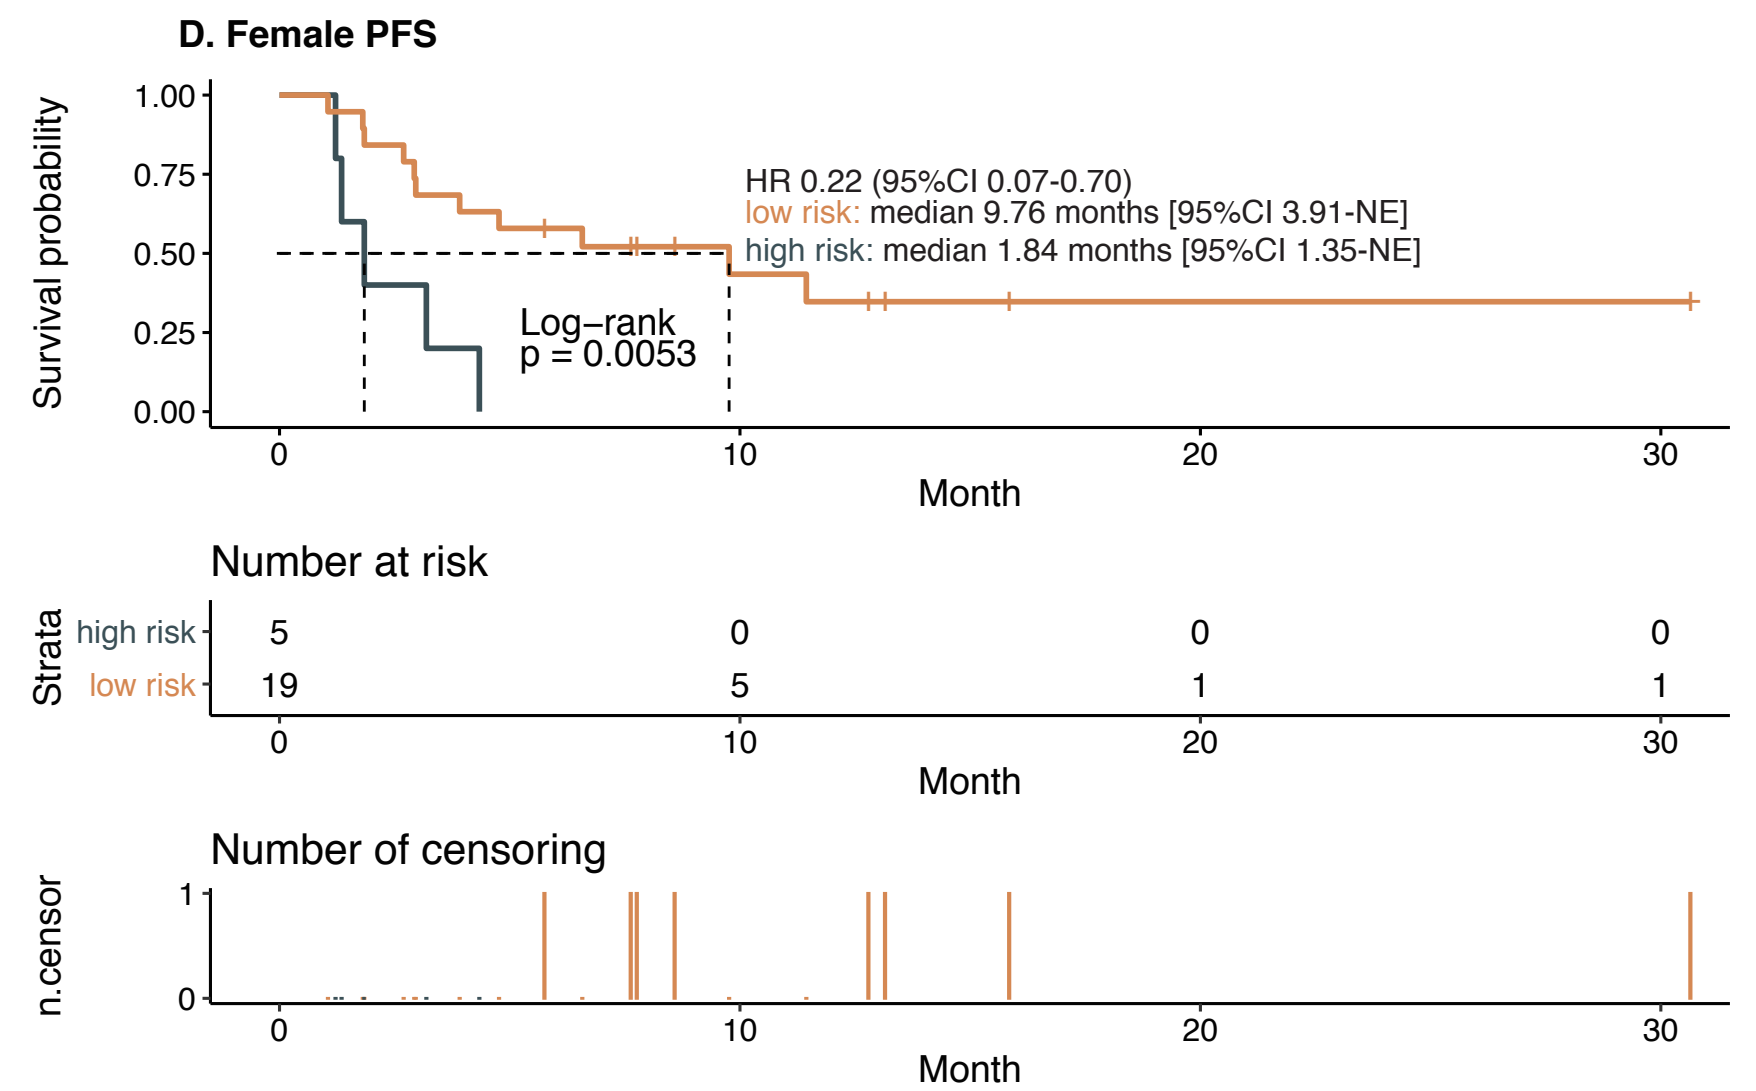 D. Female PFS
Survival probability
1.00
0.75
0.50
0.25
0.00
HR 0.22 (95%CI 0.07-0.70)
low risk: median 9.76 months [95%CI 3.91-NE]
high risk: median 1.84 months [95%CI 1.35-NE]
Log−rank
p = 0.0053
0 10 20 30
Month
Number at risk
Strata
high risk 5 0 0 0
low risk 19 5 1 1
0 10 20 30
Month
Number of censoring
n.censor
1
0
0 10 20 30
Month